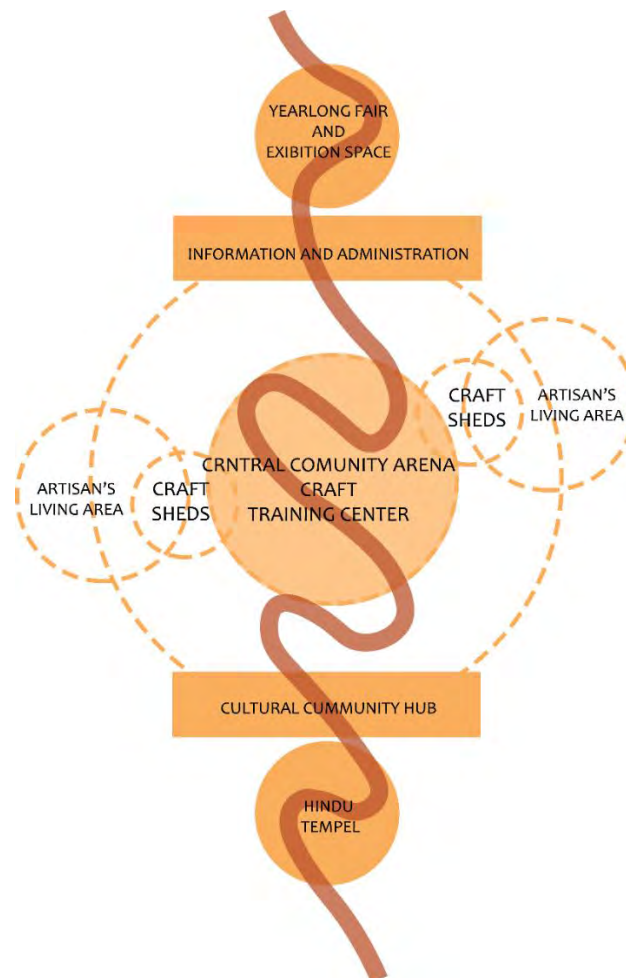 YEARLONG FAIR
AND
EXIBITION SPACE
INFORMATION AND ADMINISTRATION
CRAFT
SHEDS
ARTISAN'S
LIVING AREA
CRNTRAL COMUNITY ARENA
CRAFT
TRAINING CENTER
ARTISAN'S
LIVING AREA
CRAFT
SHEDS
CULTURAL CUMMUNITY HUB
HINDU
TEMPEL